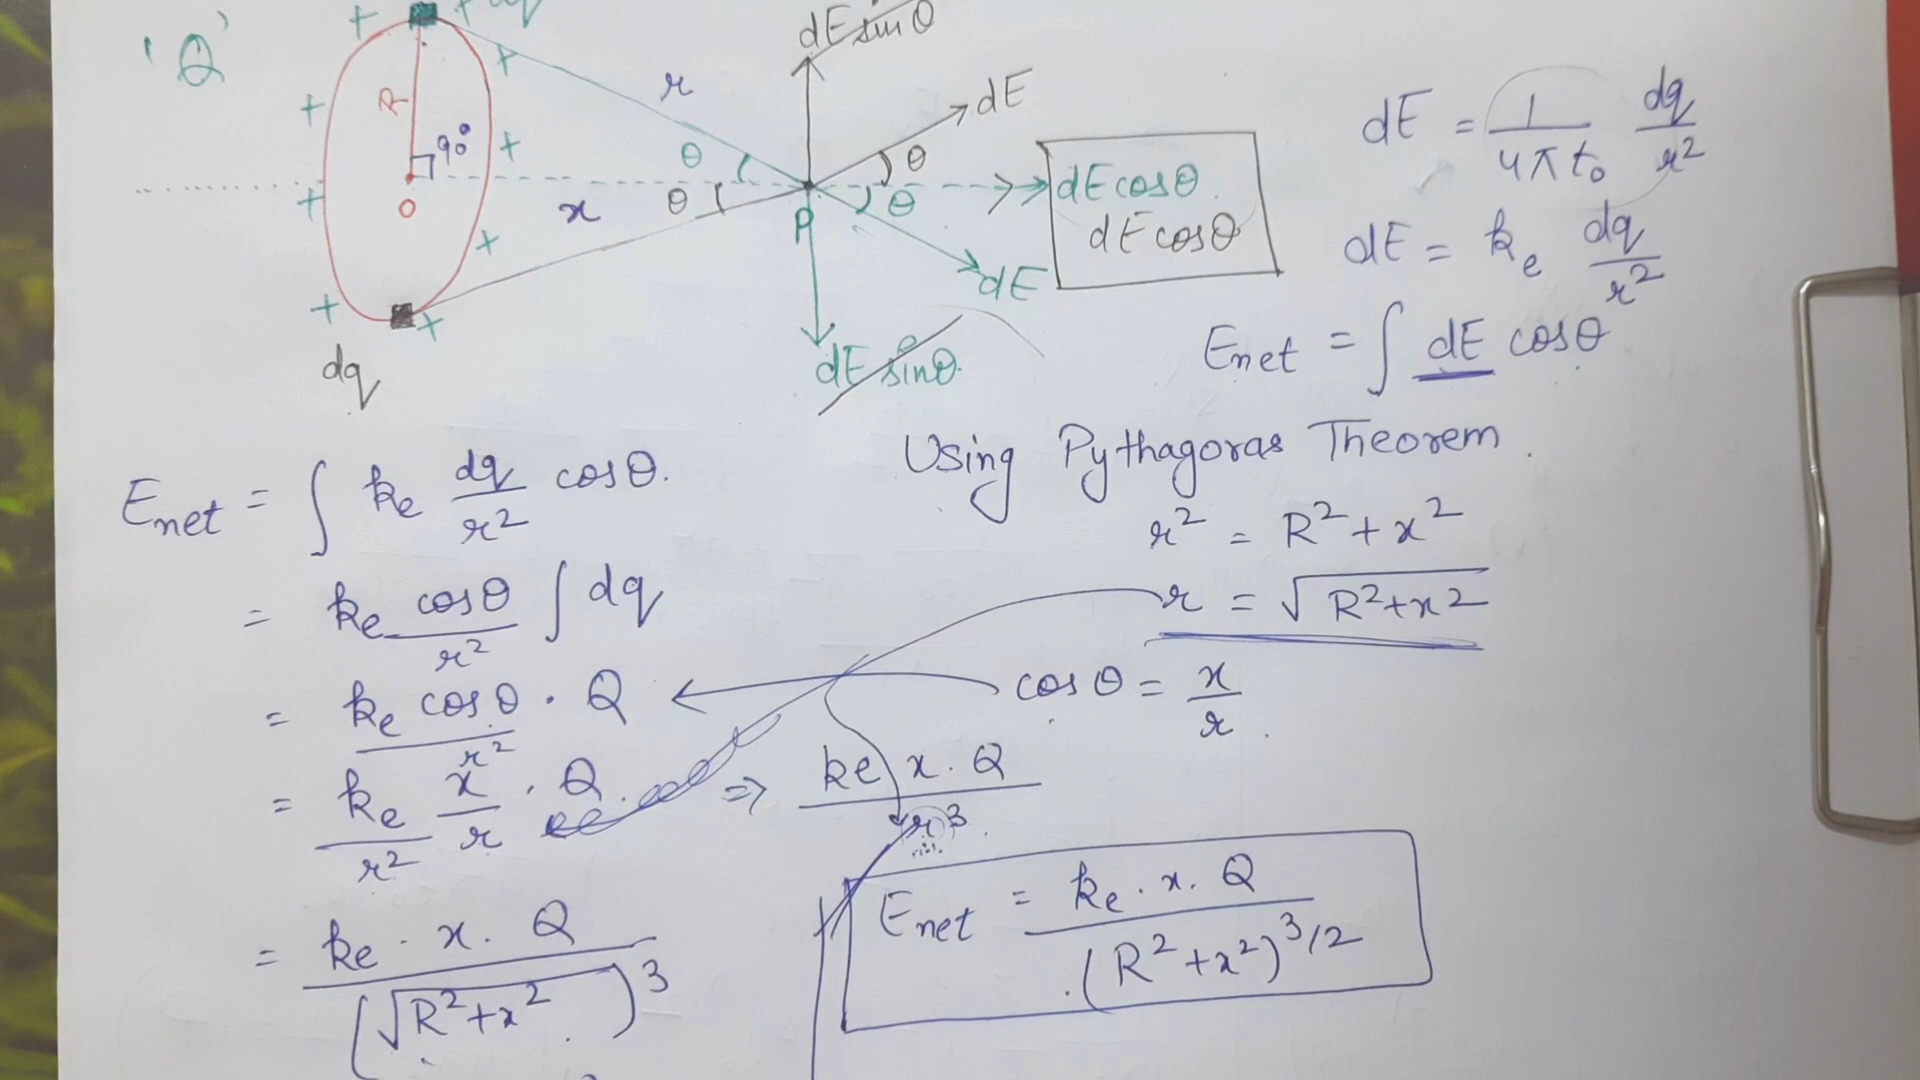 'Q'
+ + dq
R
90°
O
x
r
θ
θ
P
dE sinθ
dE
θ
θ
dE cosθ.
dE cosθ
dE
dE sinθ.
dq
dE = 1/4πt₀ dq/r²
dE = ke dq/r²
Enet = ∫ dE cosθ
Enet = ∫ ke dq/r² cosθ.
= ke cosθ/r² ∫ dq
= ke cosθ/r² . Q
= ke/r² x/r . Q.
= ke . x . Q/(√R²+x²)³
Using Pythagoras Theorem.
r² = R²+x²
r = √R²+x²
cosθ = x/r.
=> ke x . Q/r³.
Enet = ke . x . Q/(R²+x²)^3/2